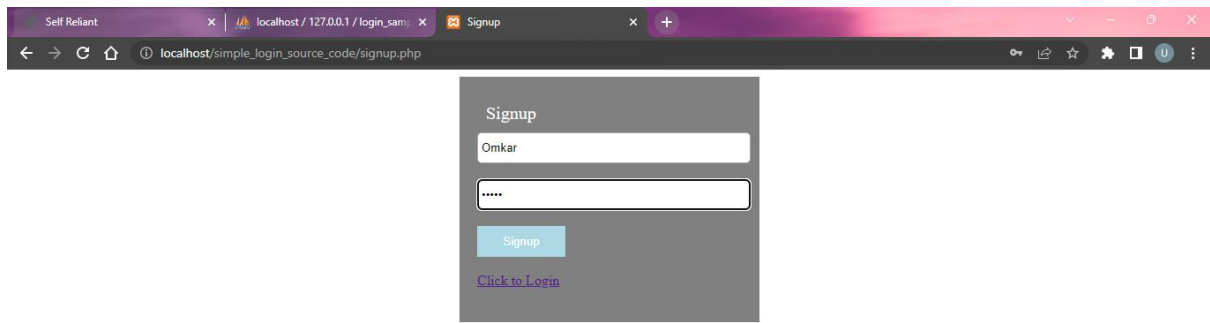 Self Reliant
localhost / 127.0.0.1 / login_samp
Signup
localhost/simple_login_source_code/signup.php
U
Signup
Omkar
•••••
Signup
Click to Login